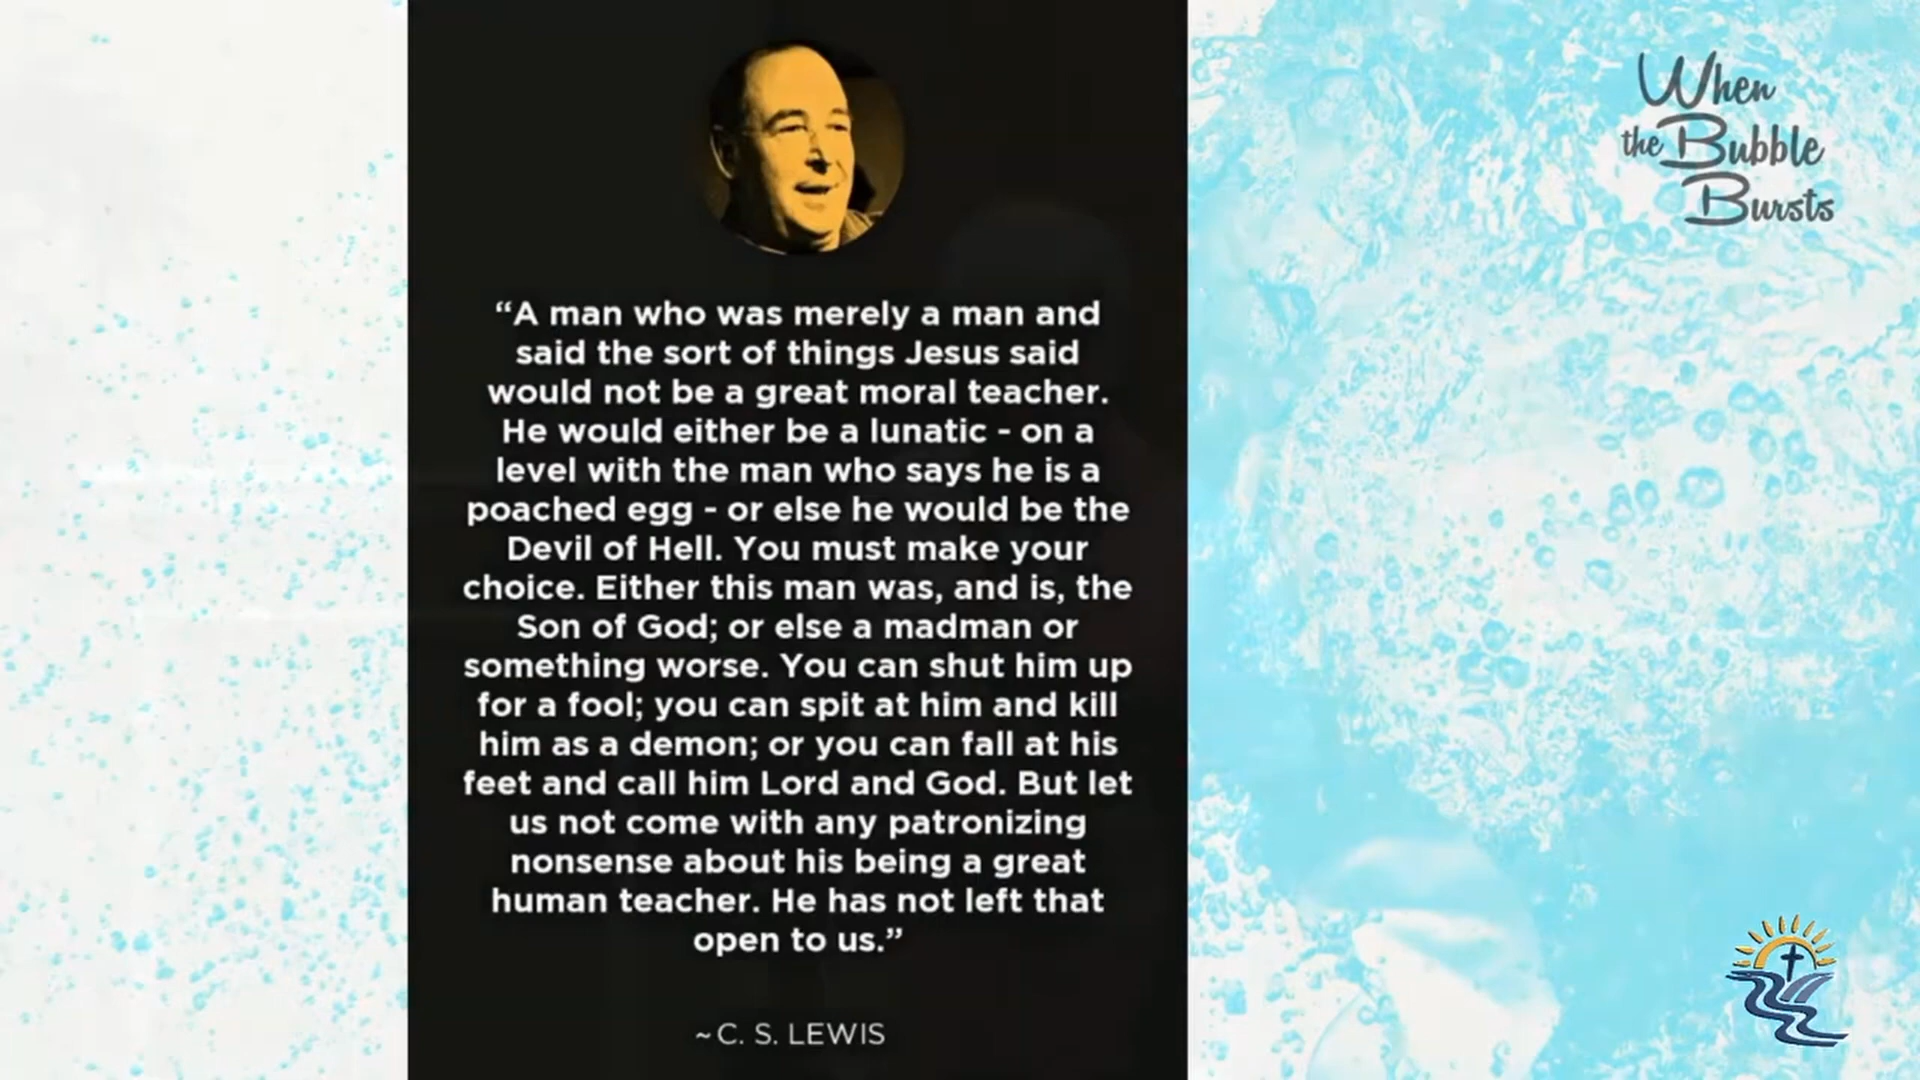 When
the Bubble
Bursts
“A man who was merely a man and
said the sort of things Jesus said
would not be a great moral teacher.
He would either be a lunatic - on a
level with the man who says he is a
poached egg - or else he would be the
Devil of Hell. You must make your
choice. Either this man was, and is, the
Son of God; or else a madman or
something worse. You can shut him up
for a fool; you can spit at him and kill
him as a demon; or you can fall at his
feet and call him Lord and God. But let
us not come with any patronizing
nonsense about his being a great
human teacher. He has not left that
open to us.”
~ C. S. LEWIS